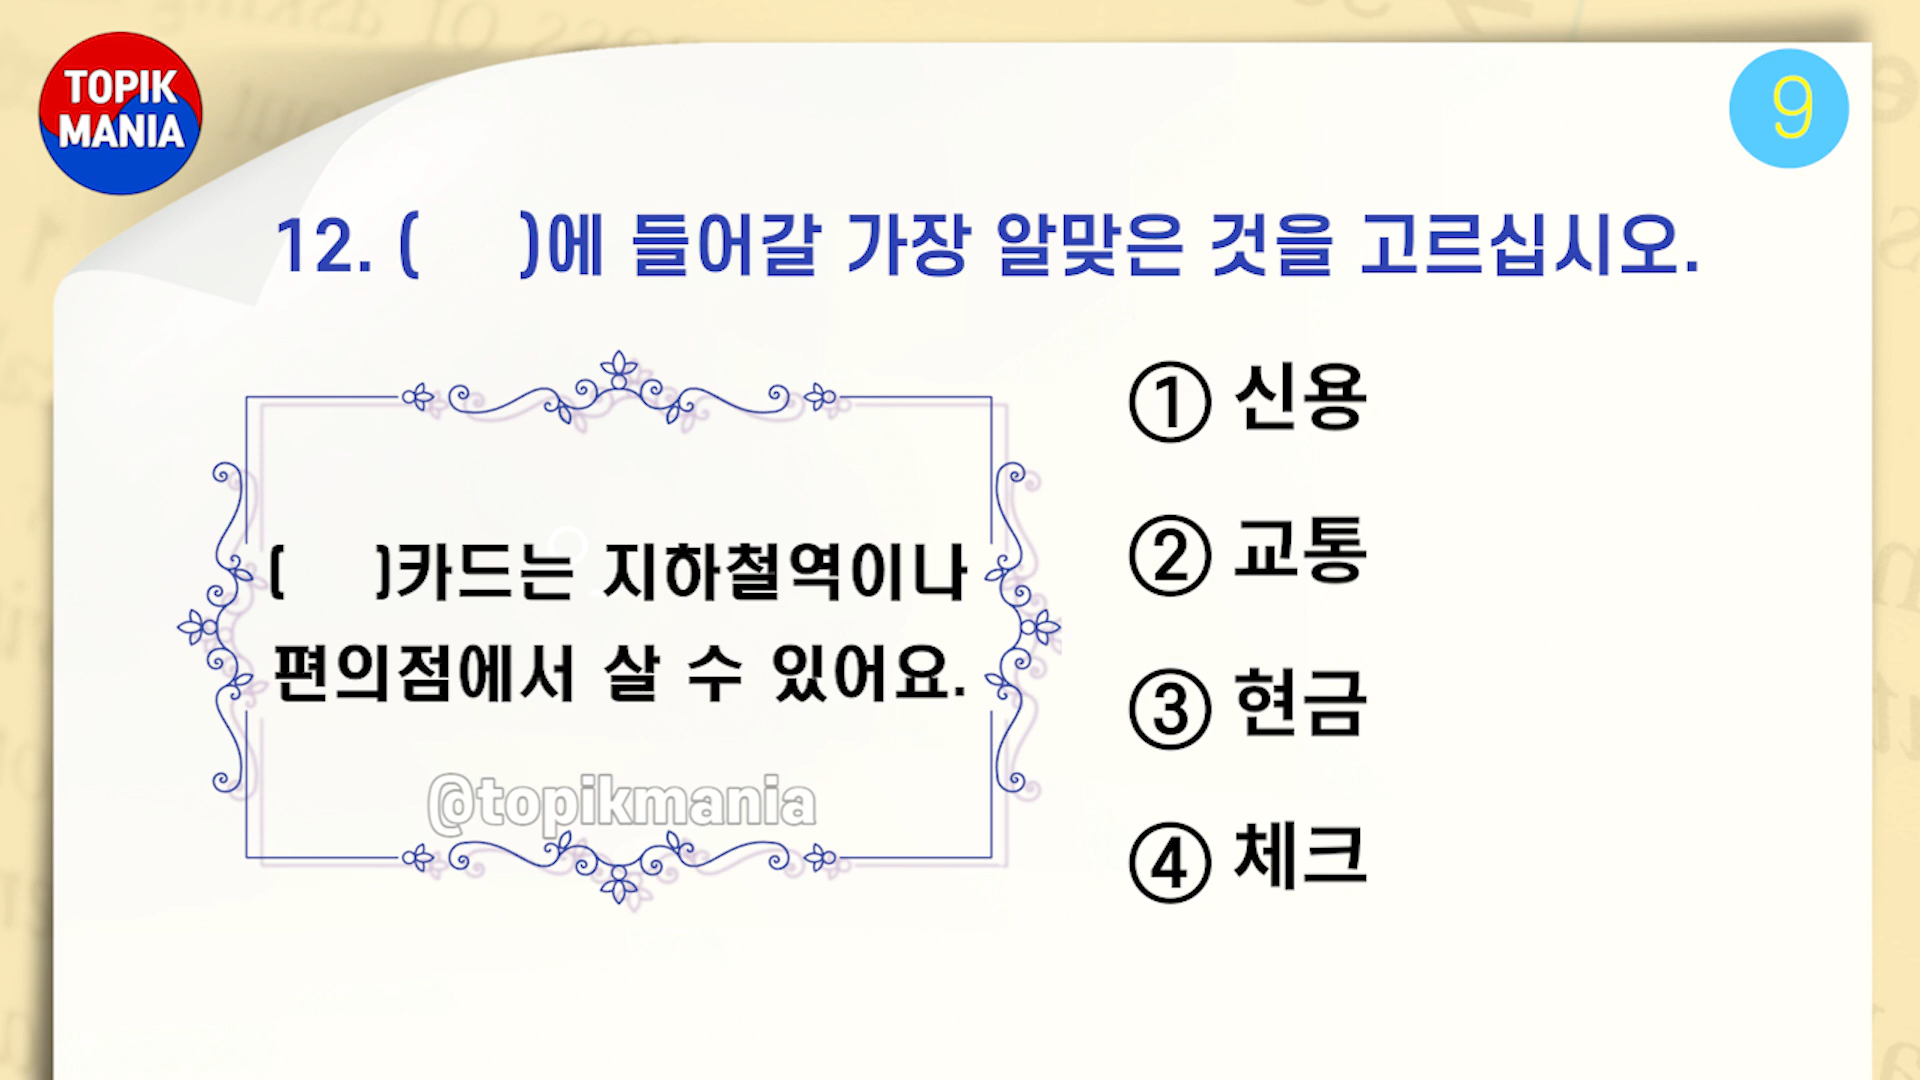 TOPIK
MANIA
9
12. (    )에 들어갈 가장 알맞은 것을 고르십시오.
(    )카드는 지하철역이나
편의점에서 살 수 있어요.
@topikmania
① 신용
② 교통
③ 현금
④ 체크